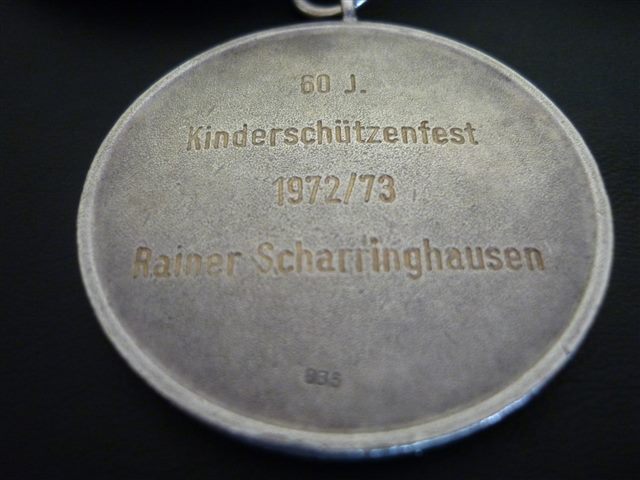 60 J.
Kinderschützenfest
1972/73
Rainer Scharringhausen
835